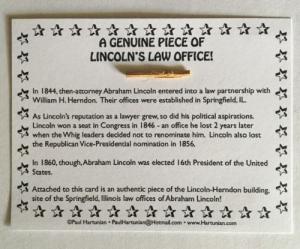 A GENUINE PIECE OF
LINCOLN'S LAW OFFICE!
In 1844, then-attorney Abraham Lincoln entered into a law partnership with
William H. Herndon. Their offices were established in Springfield, IL.
As Lincoln's reputation as a lawyer grew, so did his political aspirations.
Lincoln won a seat in Congress in 1846 - an office he lost 2 years later
when the Whig leaders decided not to renominate him. Lincoln also lost
the Republican Vice-Presidential nomination in 1856.
In 1860, though, Abraham Lincoln was elected 16th President of the United
States.
Attached to this card is an authentic piece of the Lincoln-Herndon building,
site of the Springfield, Illinois law offices of Abraham Lincoln!
©Paul Hartunian • PaulHartunian@Hotmail.com • www.Hartunian.com